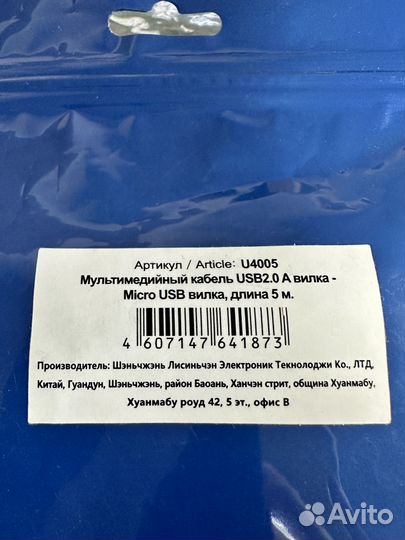 Артикул / Article: U4005
Мультимедийный кабель USB2.0 A вилка -
Micro USB вилка, длина 5 м.
4 607147 641873
Производитель: Шэньчжэнь Лисиньчэн Электроник Текнолоджи Ко., ЛТД,
Китай, Гуандун, Шэньчжэнь, район Баоань, Ханчэн стрит, община Хуанмабу,
Хуанмабу роуд 42, 5 эт., офис В
Avito